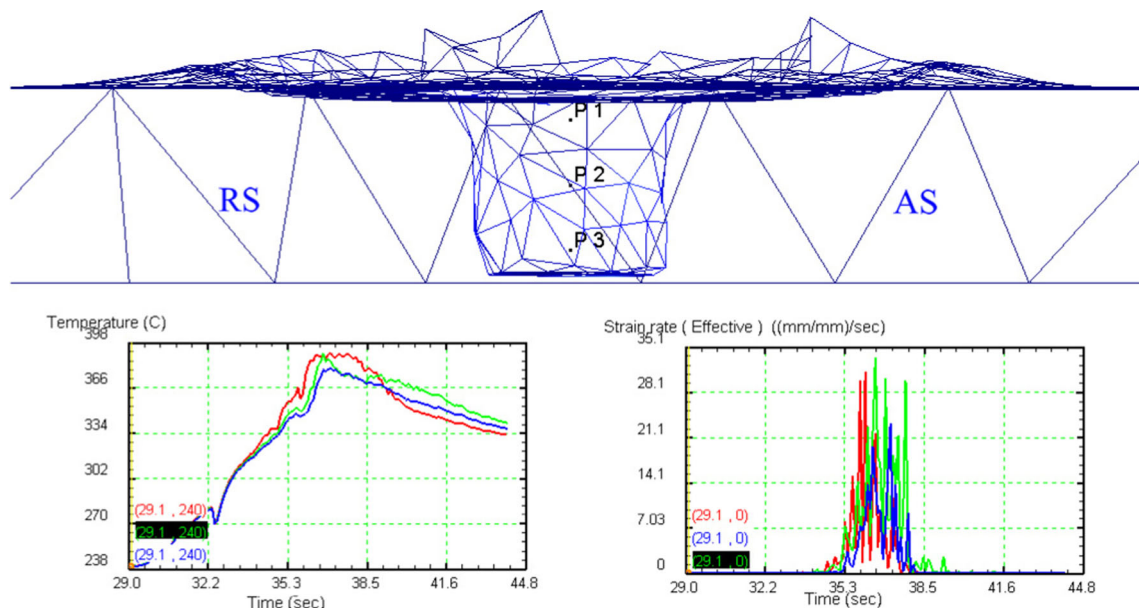 P 1
P 2
RS
AS
P 3
Temperature (C)
398
366
334
302
270
238
(29.1 , 240)
(29.1 , 240)
(29.1 , 240)
29.0 32.2 35.3 38.5 41.6 44.8
Time (sec)
Strain rate ( Effective ) ((mm/mm)/sec)
35.1
28.1
21.1
14.1
7.03
0
(29.1 , 0)
(29.1 , 0)
(29.1 , 0)
29.0 32.2 35.3 38.5 41.6 44.8
Time (sec)